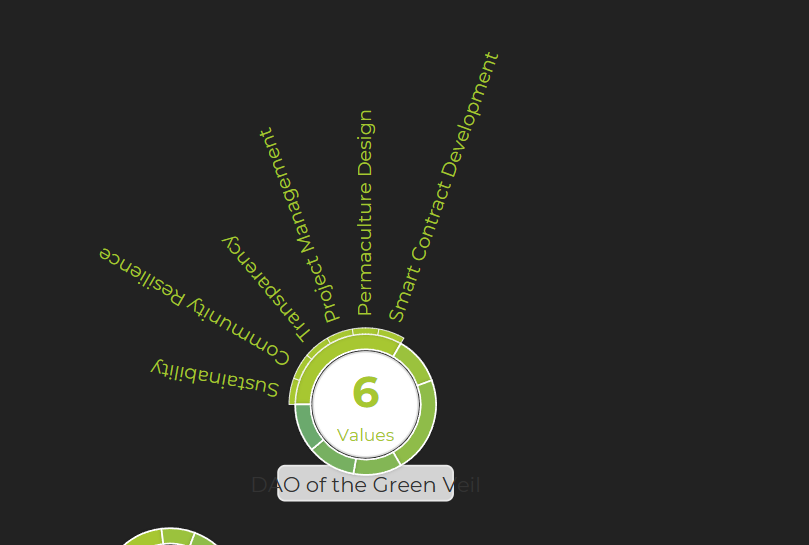 Sustainability
Community Resilience
Transparency
Project Management
Permaculture Design
Smart Contract Development
6
Values
DAO of the Green Veil